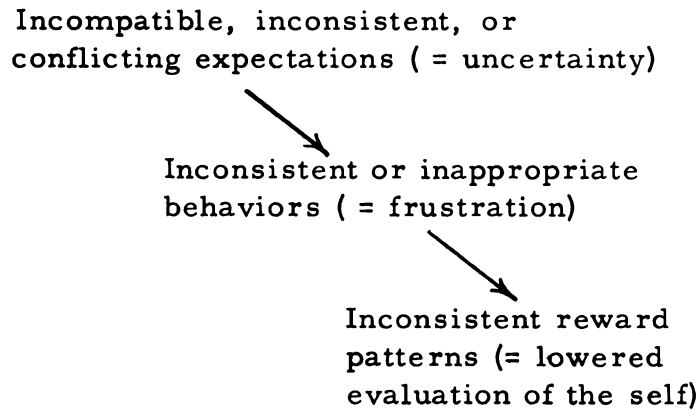 Incompatible, inconsistent, or
conflicting expectations ( = uncertainty)
Inconsistent or inappropriate
behaviors ( = frustration)
Inconsistent reward
patterns (= lowered
evaluation of the self)